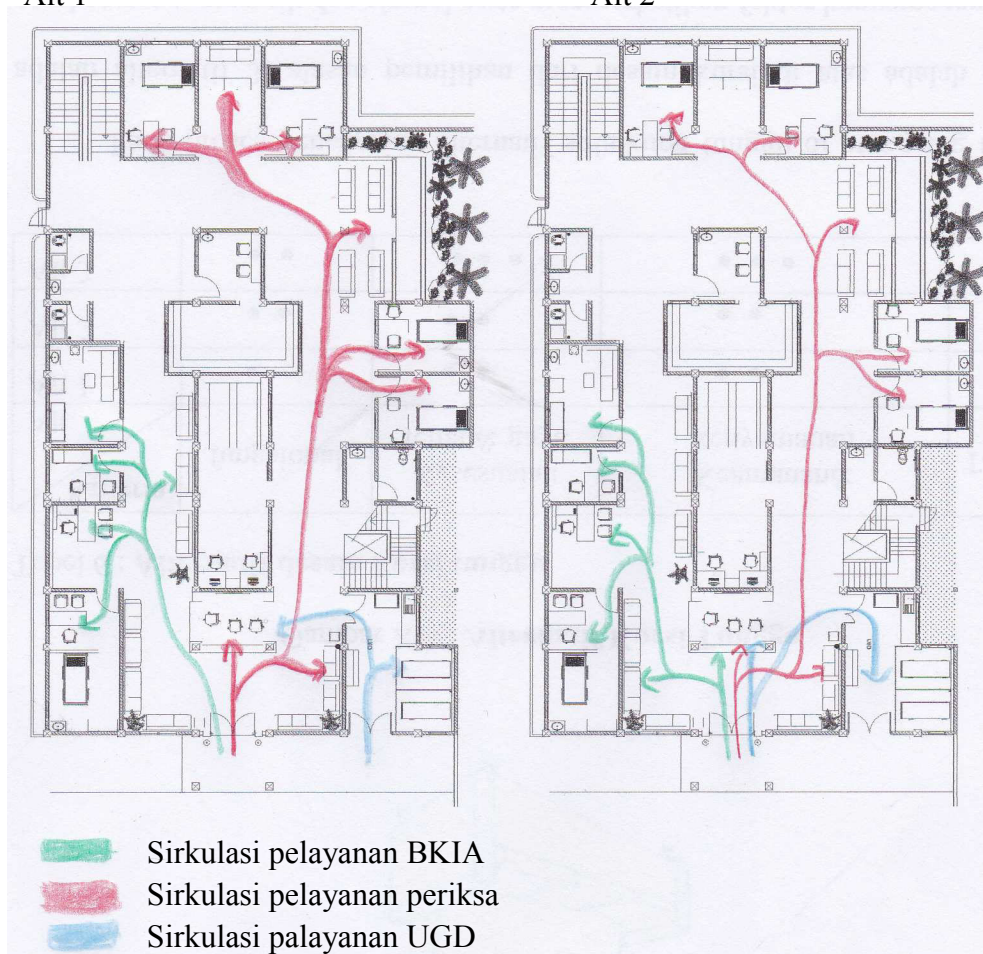 Alt 1
Alt 2
Sirkulasi pelayanan BKIA
Sirkulasi pelayanan periksa
Sirkulasi palayanan UGD